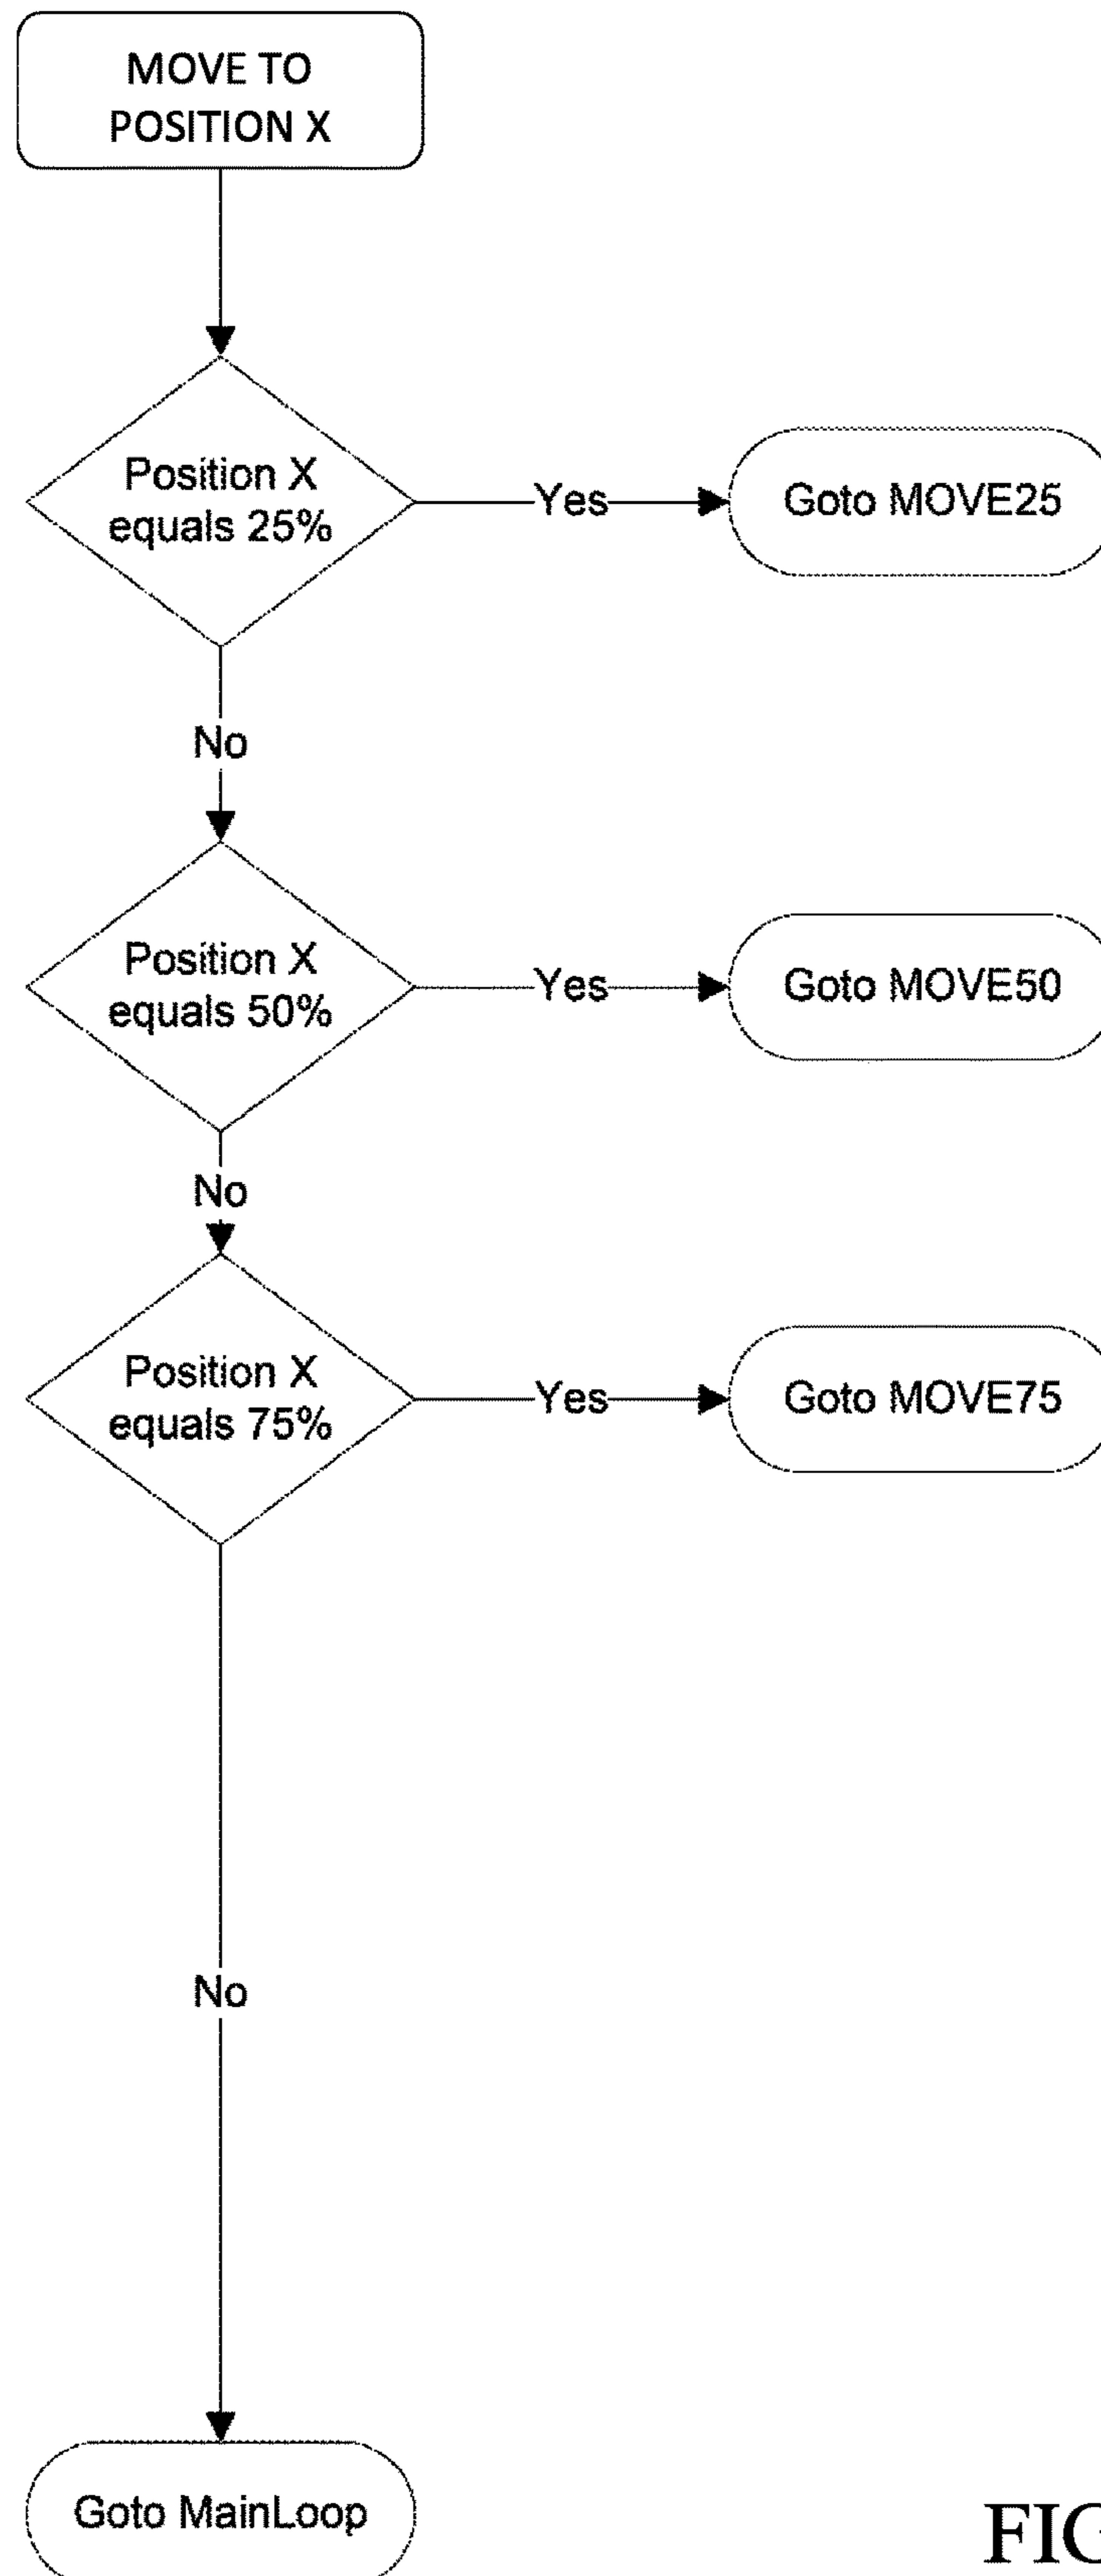 MOVE TO
POSITION X
Position X
equals 25%
Yes
Goto MOVE25
No
Position X
equals 50%
Yes
Goto MOVE50
No
Position X
equals 75%
Yes
Goto MOVE75
No
Goto MainLoop
FIG